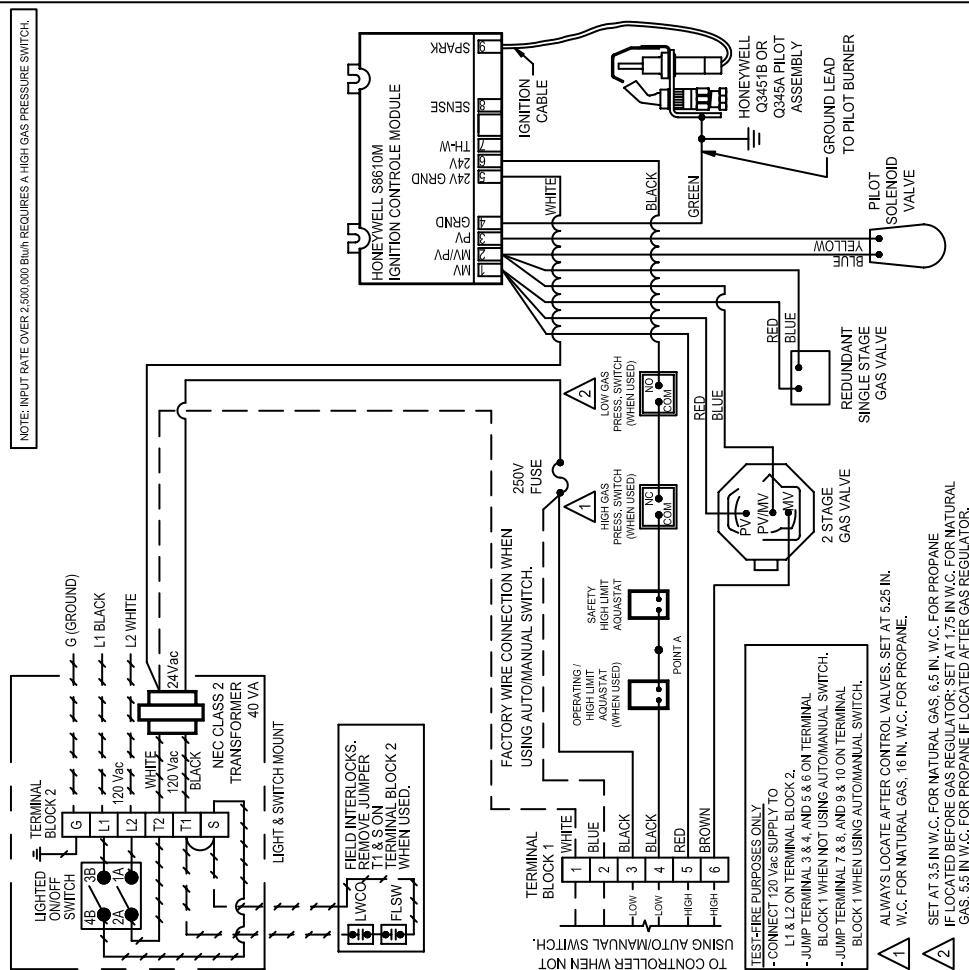 NOTE: INPUT RATE OVER 2,500,000 Btu/h REQUIRES A HIGH GAS PRESSURE SWITCH.
HONEYWELL S8610M
IGNITION CONTROLE MODULE
MV
MV/PV
PV
GRND
24V GRND
24V
TH-W
SENSE
SPARK
1
2
3
4
5
6
7
8
9
IGNITION
CABLE
HONEYWELL
Q3451B OR
Q345A PILOT
ASSEMBLY
GROUND LEAD
TO PILOT BURNER
WHITE
BLACK
GREEN
BLUE
YELLOW
PILOT
SOLENOID
VALVE
RED
BLUE
REDUNDANT
SINGLE STAGE
GAS VALVE
RED
BLUE
PV
PV/MV
MV
2 STAGE
GAS VALVE
2
LOW GAS
PRESS. SWITCH
(WHEN USED)
NO
COM
250V
FUSE
1
HIGH GAS
PRESS. SWITCH
(WHEN USED)
NC
COM
SAFETY
HIGH LIMIT
AQUASTAT
POINT A
OPERATING /
HIGH LIMIT
AQUASTAT
(WHEN USED)
FACTORY WIRE CONNECTION WHEN
USING AUTO/MANUAL SWITCH.
G (GROUND)
L1 BLACK
L2 WHITE
24Vac
NEC CLASS 2
TRANSFORMER
40 VA
120 Vac
WHITE
120 Vac
BLACK
TERMINAL
BLOCK 2
G
L1
L2
T2
T1
S
LIGHTED
ON/OFF
SWITCH
3B
1A
4B
2A
LIGHT & SWITCH MOUNT
FIELD INTERLOCKS.
REMOVE JUMPER
T1 & S ON
TERMINAL BLOCK 2
WHEN USED.
LWCO
FLSW
TERMINAL
BLOCK 1
1
2
3
4
5
6
WHITE
BLUE
BLACK
BLACK
RED
BROWN
LOW
LOW
HIGH
HIGH
TO CONTROLLER WHEN NOT
USING AUTO/MANUAL SWITCH.
TEST-FIRE PURPOSES ONLY
- CONNECT 120 Vac SUPPLY TO
L1 & L2 ON TERMINAL BLOCK 2.
- JUMP TERMINAL 3 & 4, AND 5 & 6 ON TERMINAL
BLOCK 1 WHEN NOT USING AUTO/MANUAL SWITCH.
- JUMP TERMINAL 7 & 8, AND 9 & 10 ON TERMINAL
BLOCK 1 WHEN USING AUTO/MANUAL SWITCH.
1
ALWAYS LOCATE AFTER CONTROL VALVES. SET AT 5.25 IN.
W.C. FOR NATURAL GAS, 16 IN. W.C. FOR PROPANE.
2
SET AT 3.5 IN W.C. FOR NATURAL GAS, 6.5 IN. W.C. FOR PROPANE
IF LOCATED BEFORE GAS REGULATOR; SET AT 1.75 IN W.C. FOR NATURAL
GAS, 5.5 IN W.C. FOR PROPANE IF LOCATED AFTER GAS REGULATOR.